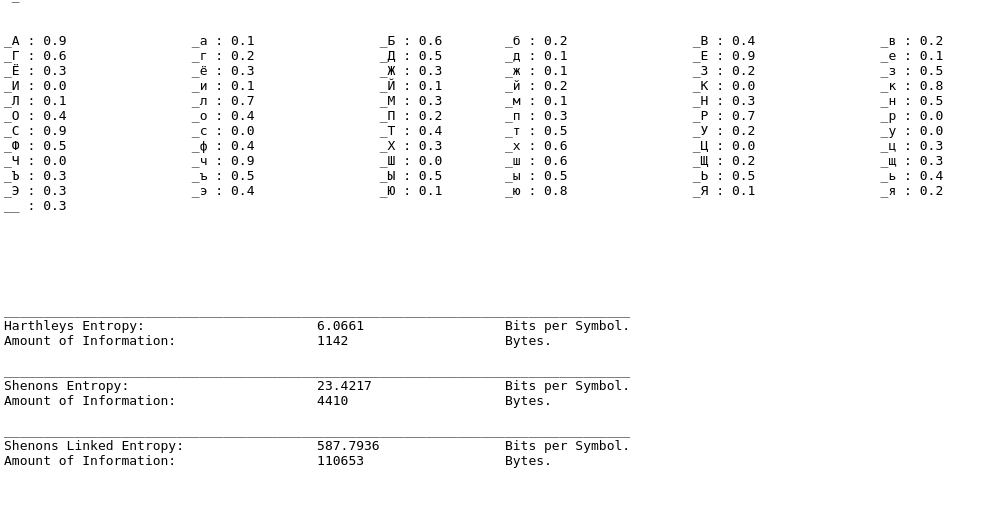 _А : 0.9 _а : 0.1 _Б : 0.6 _б : 0.2 _В : 0.4 _в : 0.2
_Г : 0.6 _г : 0.2 _Д : 0.5 _д : 0.1 _Е : 0.9 _е : 0.1
_Ё : 0.3 _ё : 0.3 _Ж : 0.3 _ж : 0.1 _З : 0.2 _з : 0.5
_И : 0.0 _и : 0.1 _Й : 0.1 _й : 0.2 _К : 0.0 _к : 0.8
_Л : 0.1 _л : 0.7 _М : 0.3 _м : 0.1 _Н : 0.3 _н : 0.5
_О : 0.4 _о : 0.4 _П : 0.2 _п : 0.3 _Р : 0.7 _р : 0.0
_С : 0.9 _с : 0.0 _Т : 0.4 _т : 0.5 _У : 0.2 _у : 0.0
_Ф : 0.5 _ф : 0.4 _Х : 0.3 _х : 0.6 _Ц : 0.0 _ц : 0.3
_Ч : 0.0 _ч : 0.9 _Ш : 0.0 _ш : 0.6 _Щ : 0.2 _щ : 0.3
_Ъ : 0.3 _ъ : 0.5 _Ы : 0.5 _ы : 0.5 _Ь : 0.5 _ь : 0.4
_Э : 0.3 _э : 0.4 _Ю : 0.1 _ю : 0.8 _Я : 0.1 _я : 0.2
__ : 0.3
Harthleys Entropy: 6.0661 Bits per Symbol.
Amount of Information: 1142 Bytes.
Shenons Entropy: 23.4217 Bits per Symbol.
Amount of Information: 4410 Bytes.
Shenons Linked Entropy: 587.7936 Bits per Symbol.
Amount of Information: 110653 Bytes.